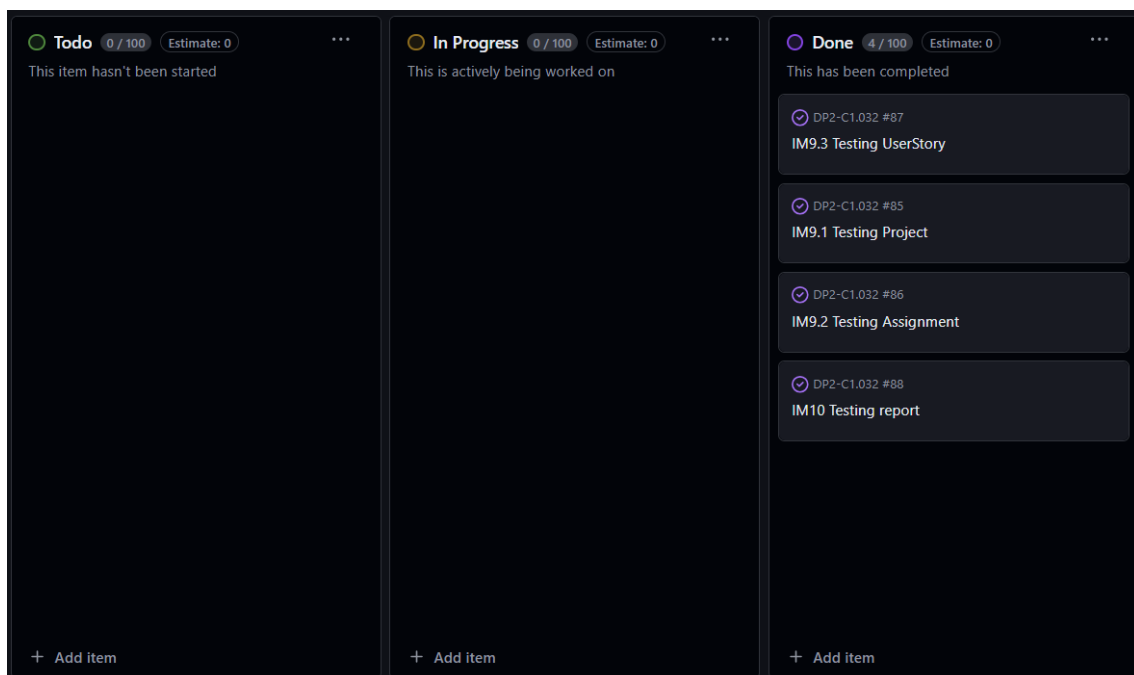 Todo 0 / 100 Estimate: 0 ...
This item hasn't been started
+ Add item
In Progress 0 / 100 Estimate: 0 ...
This is actively being worked on
+ Add item
Done 4 / 100 Estimate: 0 ...
This has been completed
DP2-C1.032 #87
IM9.3 Testing UserStory
DP2-C1.032 #85
IM9.1 Testing Project
DP2-C1.032 #86
IM9.2 Testing Assignment
DP2-C1.032 #88
IM10 Testing report
+ Add item